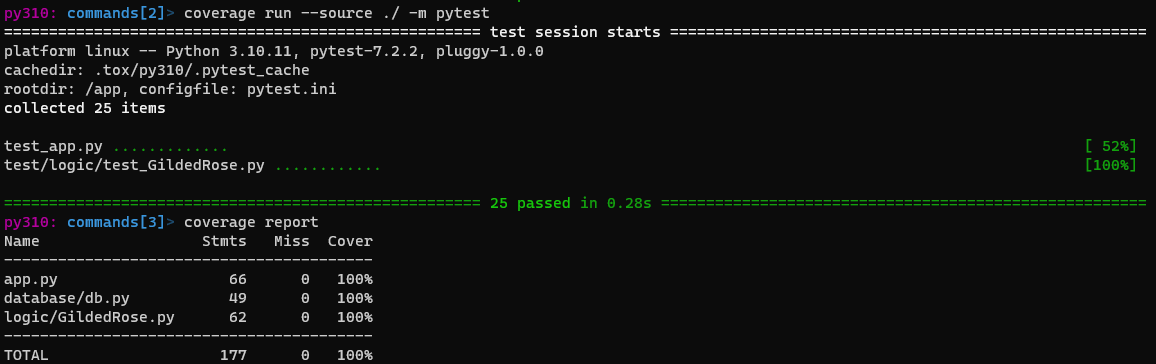 py310: commands[2]> coverage run --source ./ -m pytest
===================================================== test session starts =====================================================
platform linux -- Python 3.10.11, pytest-7.2.2, pluggy-1.0.0
cachedir: .tox/py310/.pytest_cache
rootdir: /app, configfile: pytest.ini
collected 25 items
test_app.py ............. [ 52%]
test/logic/test_GildedRose.py ............ [100%]
===================================================== 25 passed in 0.28s ======================================================
py310: commands[3]> coverage report
Name                  Stmts   Miss  Cover
-----------------------------------------
app.py                   66      0   100%
database/db.py           49      0   100%
logic/GildedRose.py      62      0   100%
-----------------------------------------
TOTAL                   177      0   100%